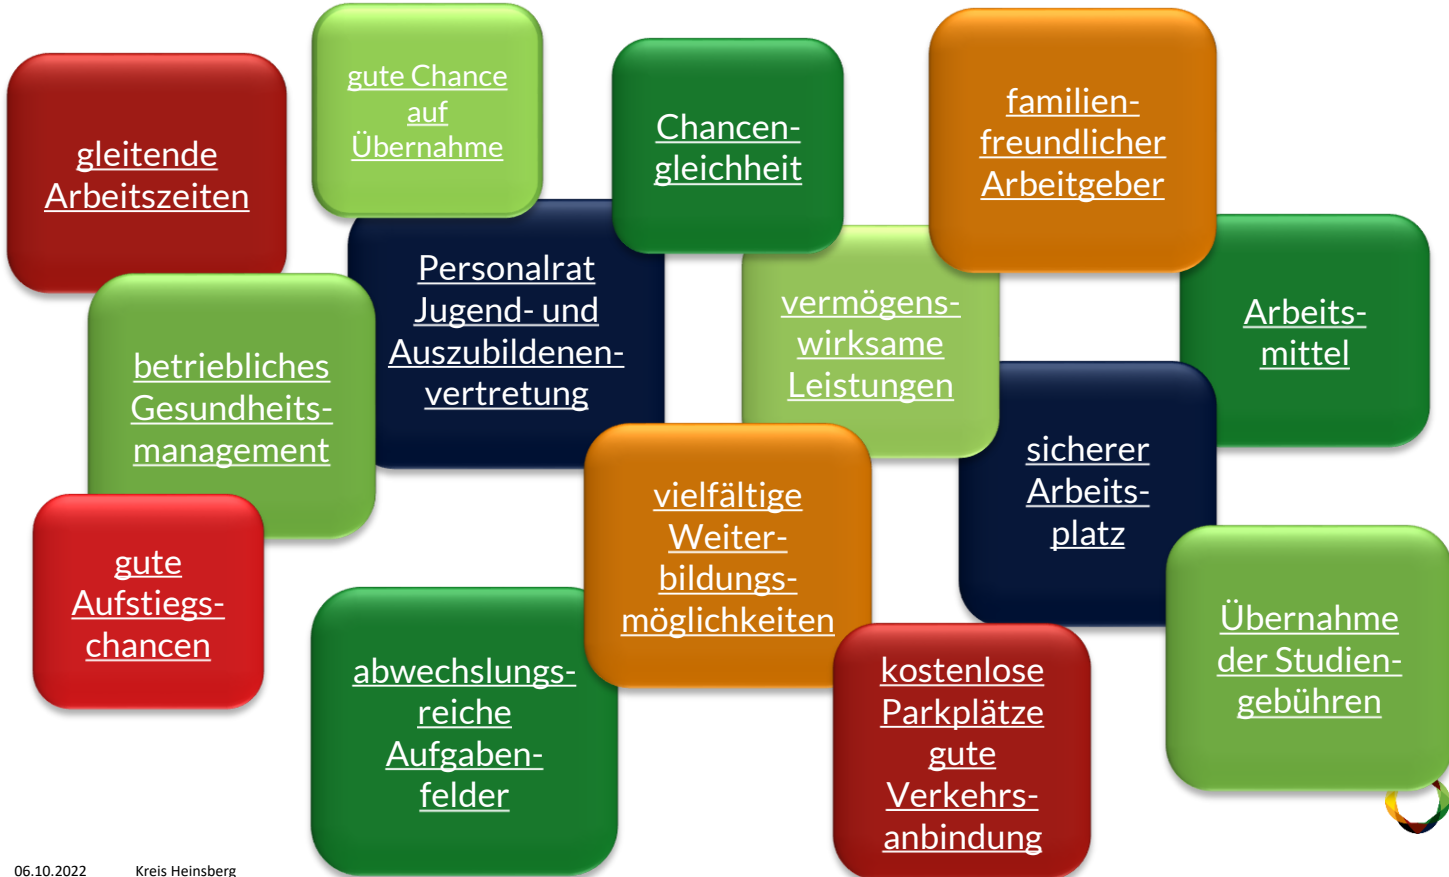 gleitende
Arbeitszeiten
gute Chance
auf
Übernahme
Chancen-
gleichheit
familien-
freundlicher
Arbeitgeber
Personalrat
Jugend- und
Auszubildenen-
vertretung
vermögens-
wirksame
Leistungen
Arbeits-
mittel
betriebliches
Gesundheits-
management
sicherer
Arbeits-
platz
gute
Aufstiegs-
chancen
vielfältige
Weiter-
bildungs-
möglichkeiten
abwechslungs-
reiche
Aufgaben-
felder
kostenlose
Parkplätze
gute
Verkehrs-
anbindung
Übernahme
der Studien-
gebühren
06.10.2022 Kreis Heinsberg